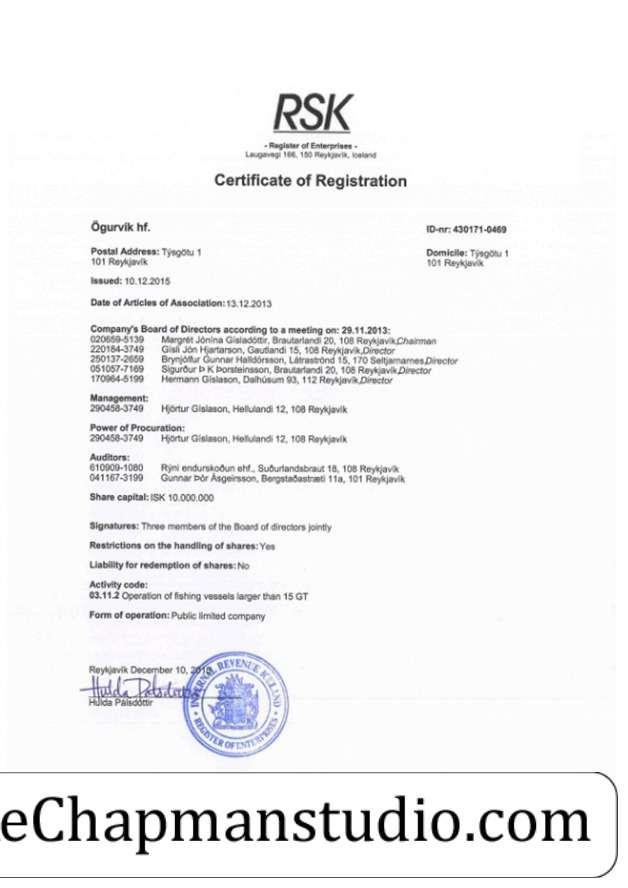 RSK
- Register of Enterprises -
Laugavegi 166, 150 Reykjavík, Iceland
Certificate of Registration
Ögurvík hf.
ID-nr: 430171-0469
Postal Address: Týsgötu 1
101 Reykjavík
Domicile: Týsgötu 1
101 Reykjavík
Issued: 10.12.2015
Date of Articles of Association: 13.12.2013
Company's Board of Directors according to a meeting on: 29.11.2013:
020659-5139 Margrét Jónína Gísladóttir, Brautarlandi 20, 108 Reykjavík,Chairman
220184-3749 Gísli Jón Hjartarson, Gautlandi 15, 108 Reykjavík,Director
250137-2659 Brynjólfur Gunnar Halldórsson, Látraströnd 15, 170 Seltjarnarnes,Director
051057-7169 Sigurður Þ K Þorsteinsson, Brautarlandi 20, 108 Reykjavík,Director
170964-5199 Hermann Gíslason, Dalhúsum 93, 112 Reykjavík,Director
Management:
290458-3749 Hjörtur Gíslason, Hellulandi 12, 108 Reykjavík
Power of Procuration:
290458-3749 Hjörtur Gíslason, Hellulandi 12, 108 Reykjavík
Auditors:
610909-1080 Rýni endurskoðun ehf., Suðurlandsbraut 18, 108 Reykjavík
041167-3199 Gunnar Þór Ásgeirsson, Bergstaðastræti 11a, 101 Reykjavík
Share capital: ISK 10.000.000
Signatures: Three members of the Board of directors jointly
Restrictions on the handling of shares: Yes
Liability for redemption of shares: No
Activity code:
03.11.2 Operation of fishing vessels larger than 15 GT
Form of operation: Public limited company
Reykjavík December 10,
Hulda Pálsdóttir
Hulda Pálsdóttir
INTERNAL REVENUE ICELAND
REGISTER OF ENTERPRISES
eChapmanstudio.com